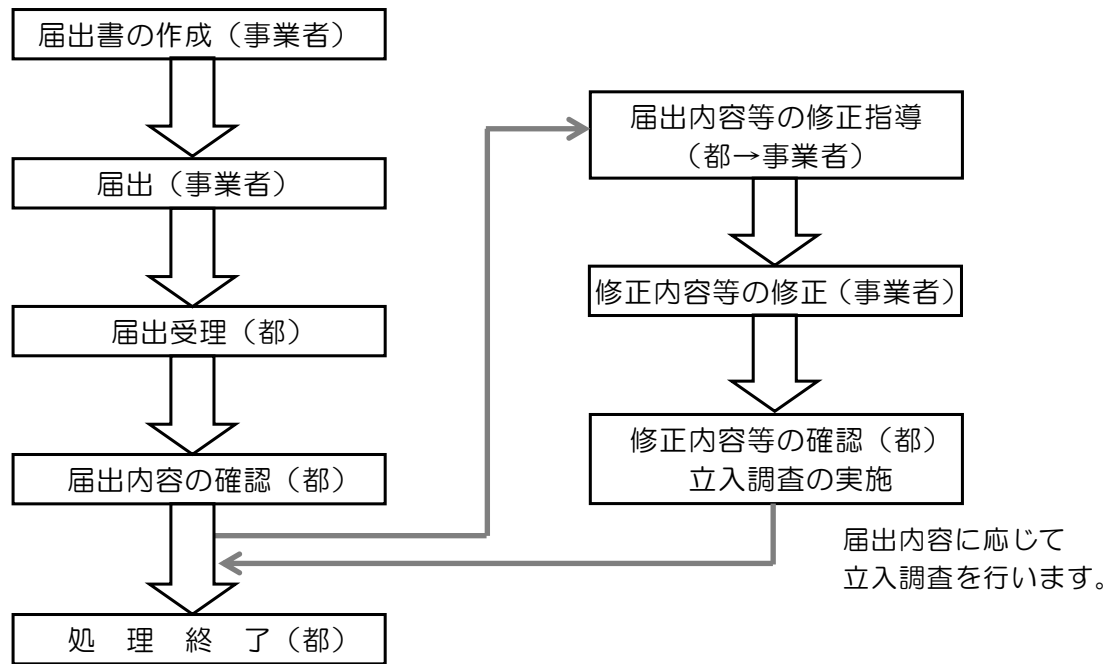 届出書の作成（事業者）
届出（事業者）
届出受理（都）
届出内容の確認（都）
処　理　終　了（都）
届出内容等の修正指導
（都→事業者）
修正内容等の修正（事業者）
修正内容等の確認（都）
立入調査の実施
届出内容に応じて
立入調査を行います。